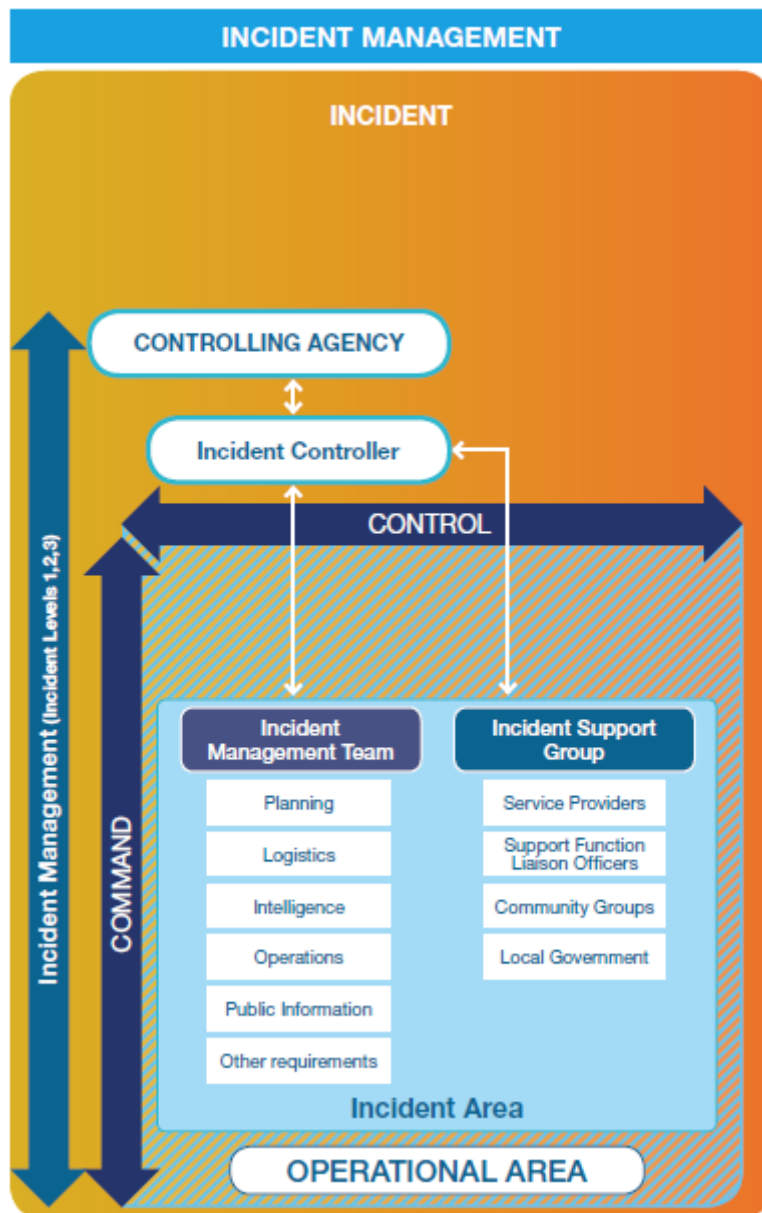 INCIDENT MANAGEMENT
INCIDENT
CONTROLLING AGENCY
Incident Controller
CONTROL
Incident Management (Incident Levels 1,2,3)
COMMAND
Incident
Management Team
Planning
Logistics
Intelligence
Operations
Public Information
Other requirements
Incident Support
Group
Service Providers
Support Function
Liaison Officers
Community Groups
Local Government
Incident Area
OPERATIONAL AREA